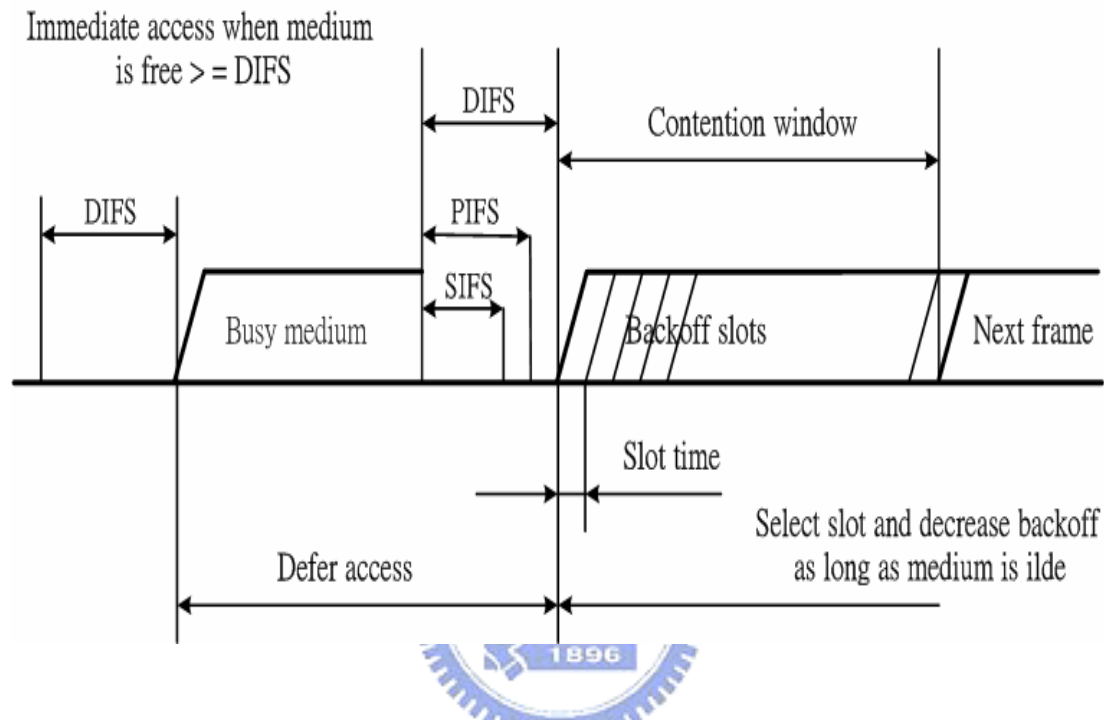 Immediate access when medium
is free > = DIFS
DIFS
Contention window
DIFS
PIFS
SIFS
Busy medium
Backoff slots
Next frame
Slot time
Select slot and decrease backoff
as long as medium is ilde
Defer access
1896